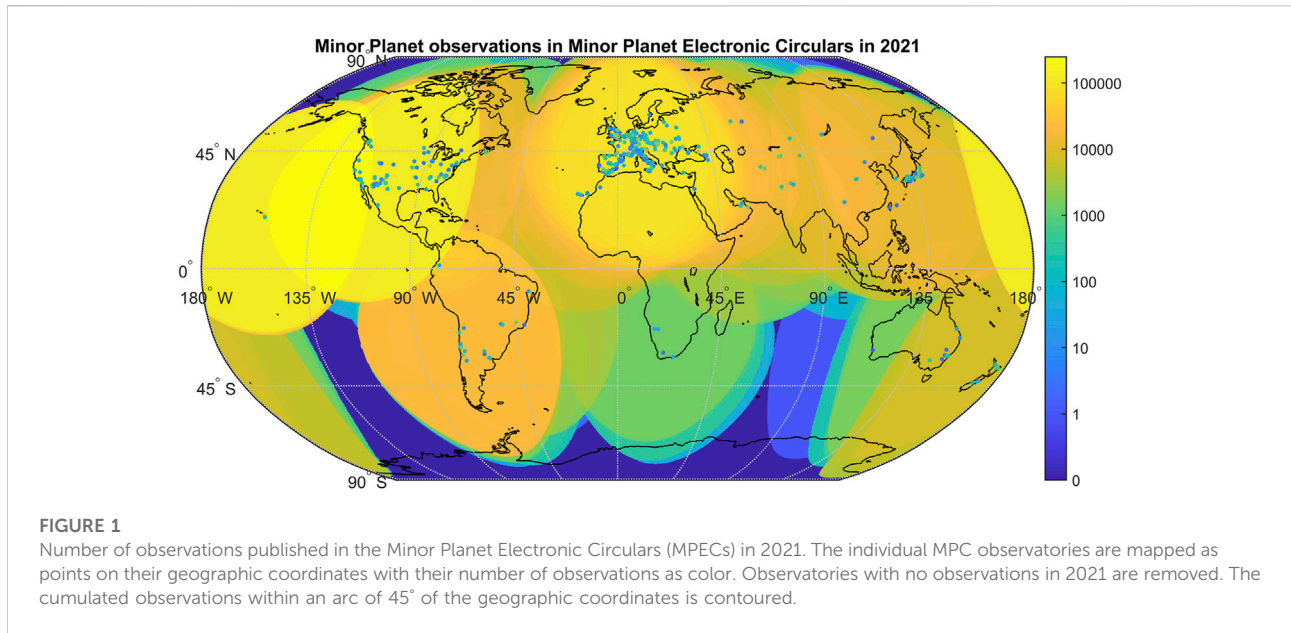 Minor Planet observations in Minor Planet Electronic Circulars in 2021
90° N
45° N
0°
180° W
135° W
90° W
45° W
0°
45° E
90° E
135° E
180°
45° S
90° S
100000
10000
1000
100
10
1
0
FIGURE 1
Number of observations published in the Minor Planet Electronic Circulars (MPECs) in 2021. The individual MPC observatories are mapped as
points on their geographic coordinates with their number of observations as color. Observatories with no observations in 2021 are removed. The
cumulated observations within an arc of 45° of the geographic coordinates is contoured.